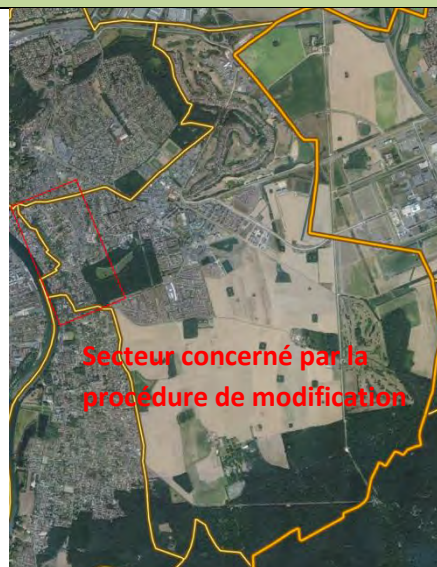 Secteur concerné par la
procédure de modification